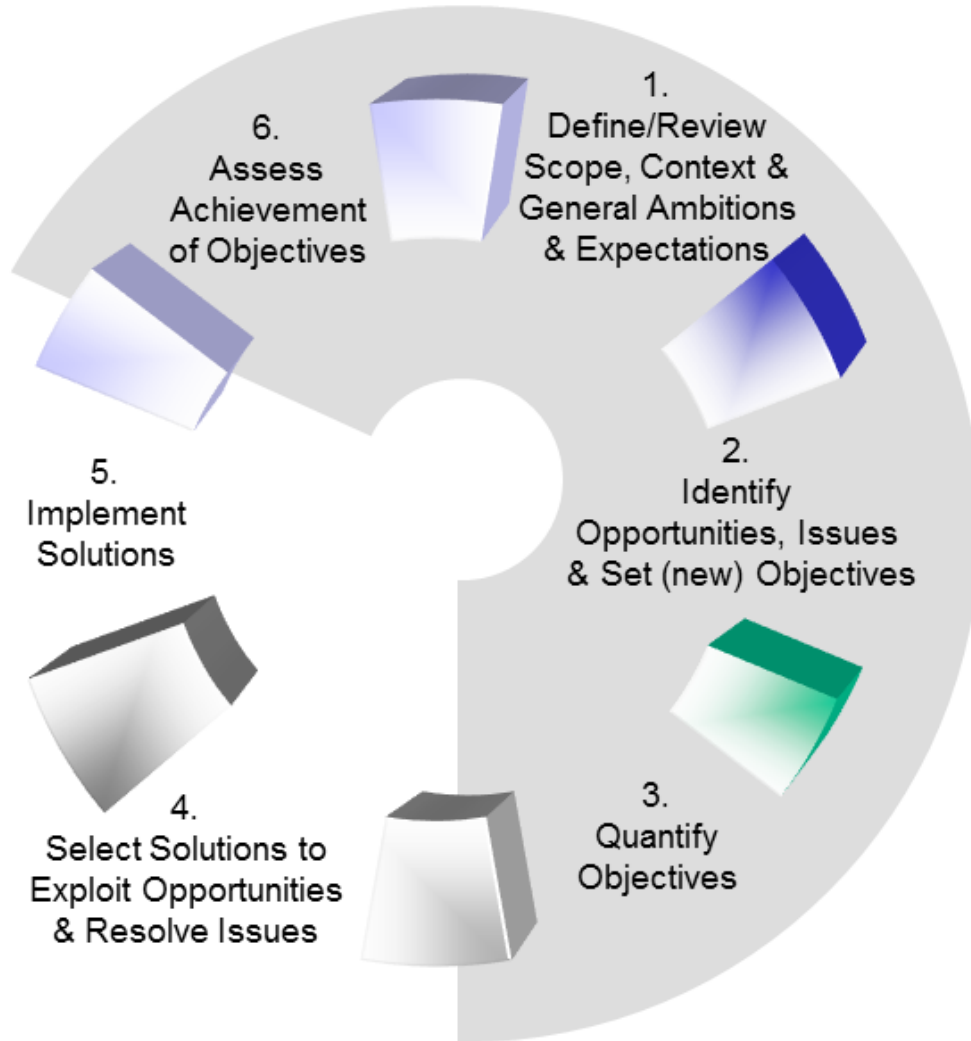 1.
Define/Review
Scope, Context &
General Ambitions
& Expectations
2.
Identify
Opportunities, Issues
& Set (new) Objectives
3.
Quantify
Objectives
4.
Select Solutions to
Exploit Opportunities
& Resolve Issues
5.
Implement
Solutions
6.
Assess
Achievement
of Objectives